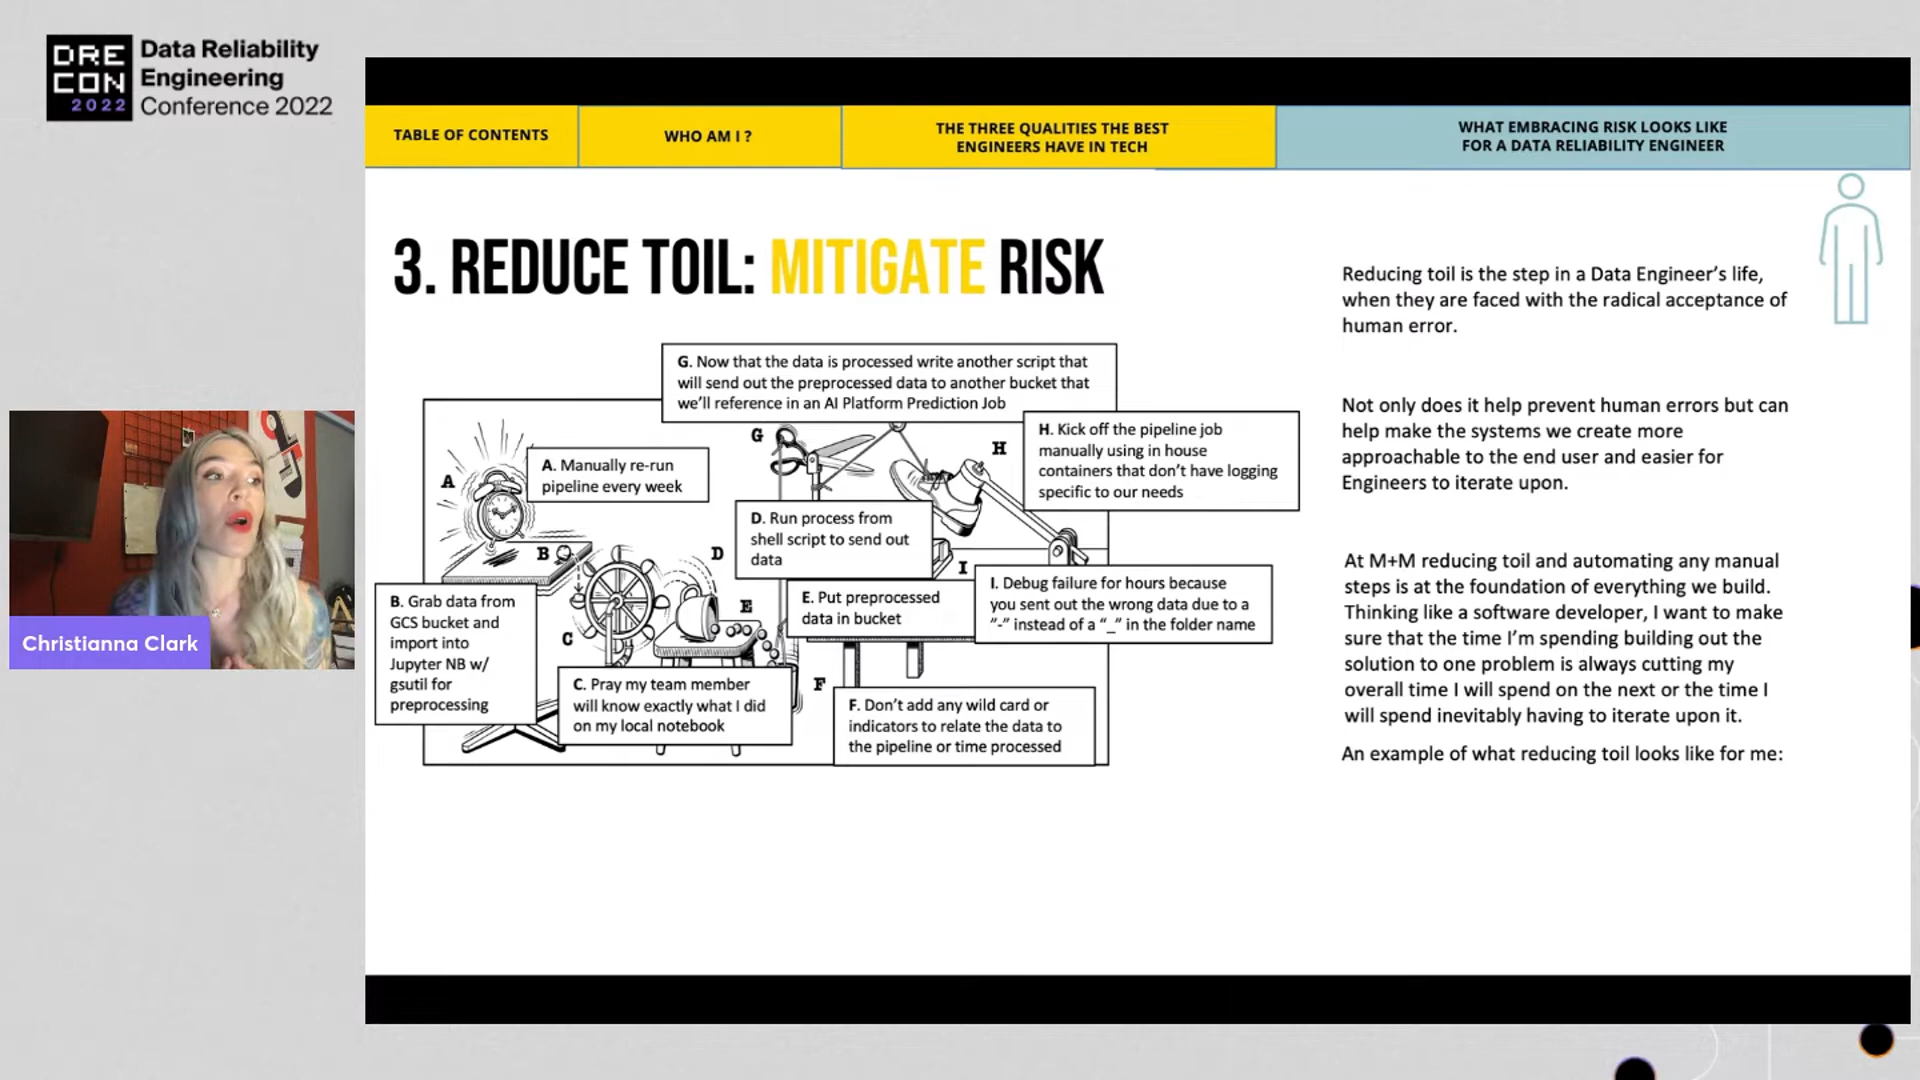 DRE
CON
2022
Data Reliability
Engineering
Conference 2022
TABLE OF CONTENTS
WHO AM I ?
THE THREE QUALITIES THE BEST
ENGINEERS HAVE IN TECH
WHAT EMBRACING RISK LOOKS LIKE
FOR A DATA RELIABILITY ENGINEER
3. REDUCE TOIL: MITIGATE RISK
G. Now that the data is processed write another script that
will send out the preprocessed data to another bucket that
we'll reference in an AI Platform Prediction Job
G
H
H. Kick off the pipeline job
manually using in house
containers that don't have logging
specific to our needs
A
A. Manually re-run
pipeline every week
D. Run process from
shell script to send out
data
B
D
I
I. Debug failure for hours because
you sent out the wrong data due to a
"-" instead of a "_" in the folder name
B. Grab data from
GCS bucket and
import into
Jupyter NB w/
gsutil for
preprocessing
E
E. Put preprocessed
data in bucket
C
C. Pray my team member
will know exactly what I did
on my local notebook
F
F. Don't add any wild card or
indicators to relate the data to
the pipeline or time processed
Reducing toil is the step in a Data Engineer's life,
when they are faced with the radical acceptance of
human error.
Not only does it help prevent human errors but can
help make the systems we create more
approachable to the end user and easier for
Engineers to iterate upon.
At M+M reducing toil and automating any manual
steps is at the foundation of everything we build.
Thinking like a software developer, I want to make
sure that the time I'm spending building out the
solution to one problem is always cutting my
overall time I will spend on the next or the time I
will spend inevitably having to iterate upon it.
An example of what reducing toil looks like for me:
Christianna Clark